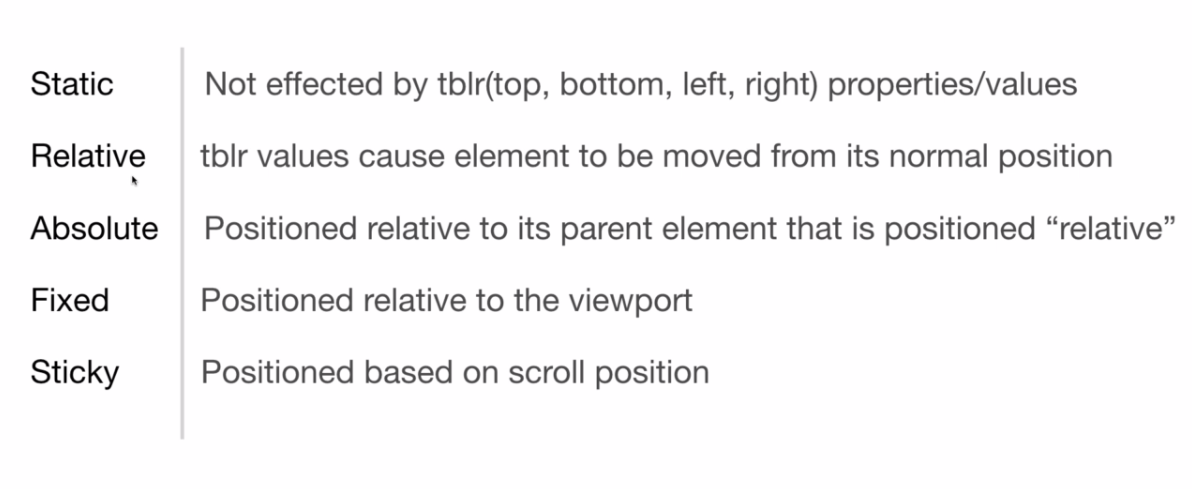 Static Not effected by tblr(top, bottom, left, right) properties/values
Relative tblr values cause element to be moved from its normal position
Absolute Positioned relative to its parent element that is positioned “relative”
Fixed Positioned relative to the viewport
Sticky Positioned based on scroll position